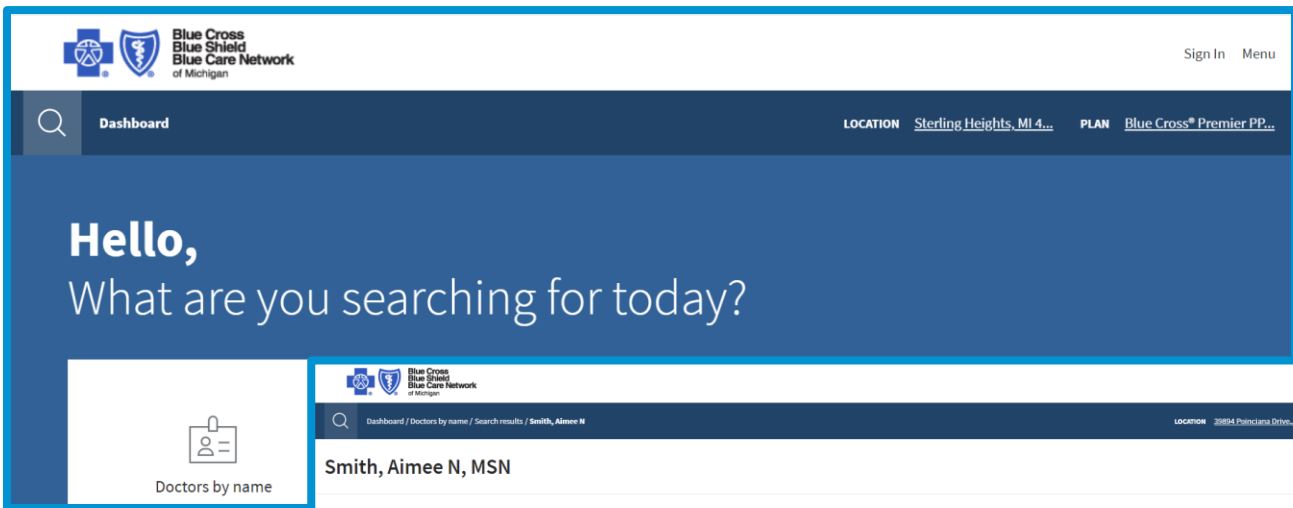 Blue Cross
Blue Shield
Blue Care Network
of Michigan
Sign In Menu
Dashboard
LOCATION Sterling Heights, MI 4... PLAN Blue Cross® Premier PP...
Hello,
What are you searching for today?
Doctors by name
Blue Cross
Blue Shield
Blue Care Network
of Michigan
Dashboard / Doctors by name / Search results / Smith, Aimee N
LOCATION 39894 Poinciana Drive...
Smith, Aimee N, MSN